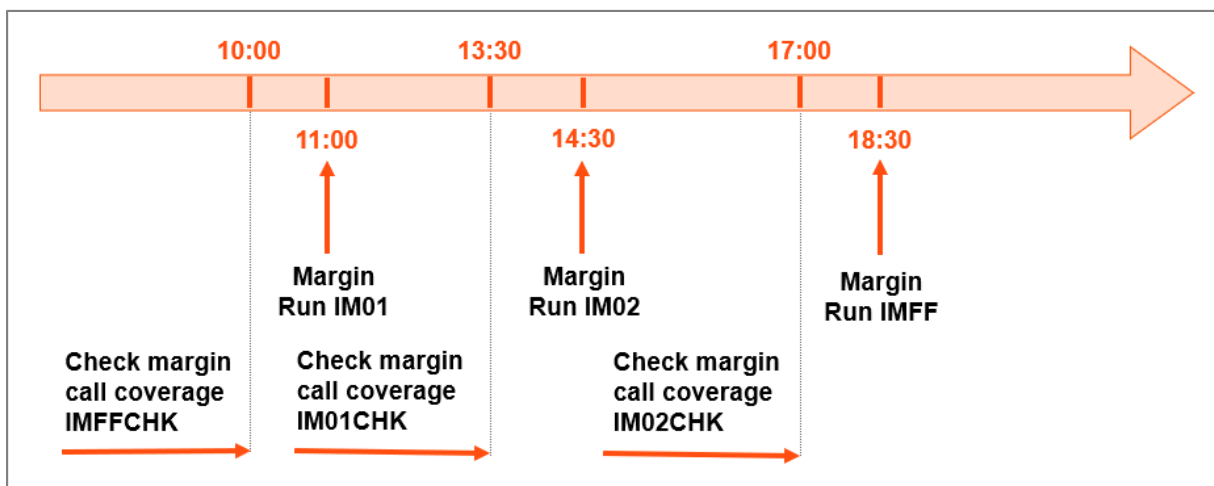 10:00
13:30
17:00
11:00
14:30
18:30
Margin
Run IM01
Margin
Run IM02
Margin
Run IMFF
Check margin
call coverage
IMFFCHK
Check margin
call coverage
IM01CHK
Check margin
call coverage
IM02CHK